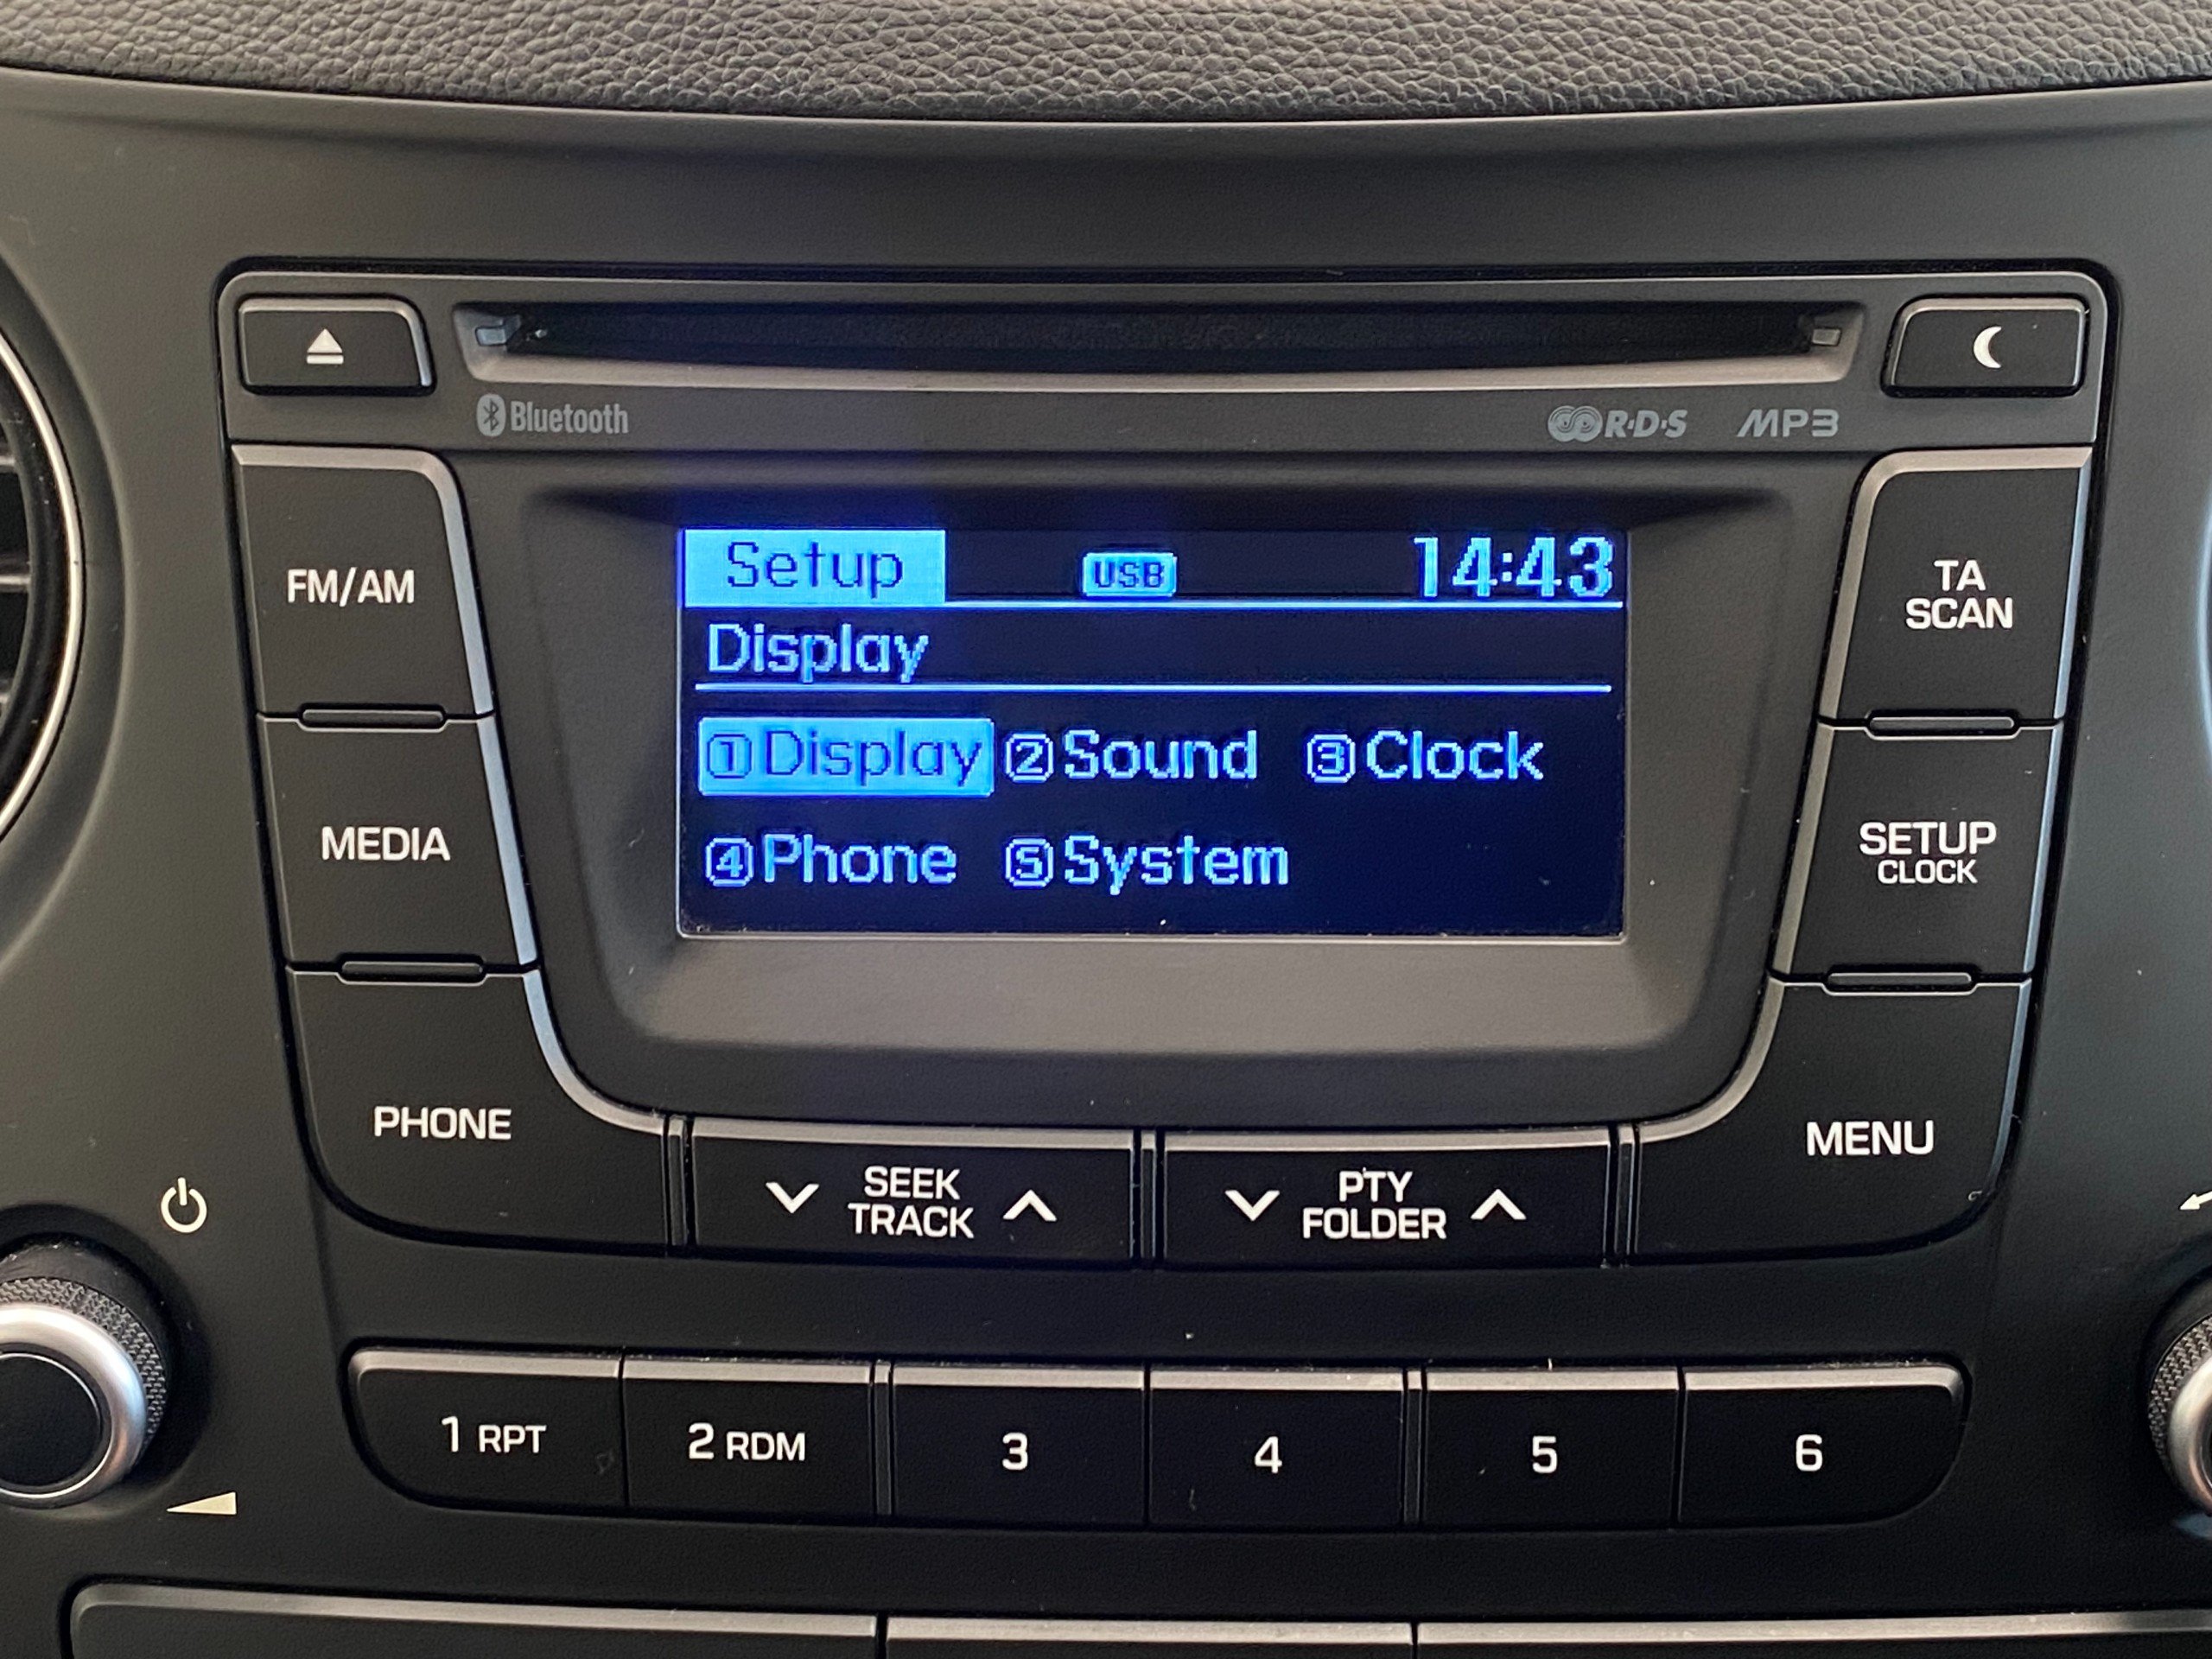 Bluetooth
R·D·S MP3
FM/AM
MEDIA
PHONE
Setup USB 14:43
Display
①Display ②Sound ③Clock
④Phone ⑤System
TA
SCAN
SETUP
CLOCK
MENU
SEEK
TRACK
PTY
FOLDER
1 RPT 2 RDM 3 4 5 6